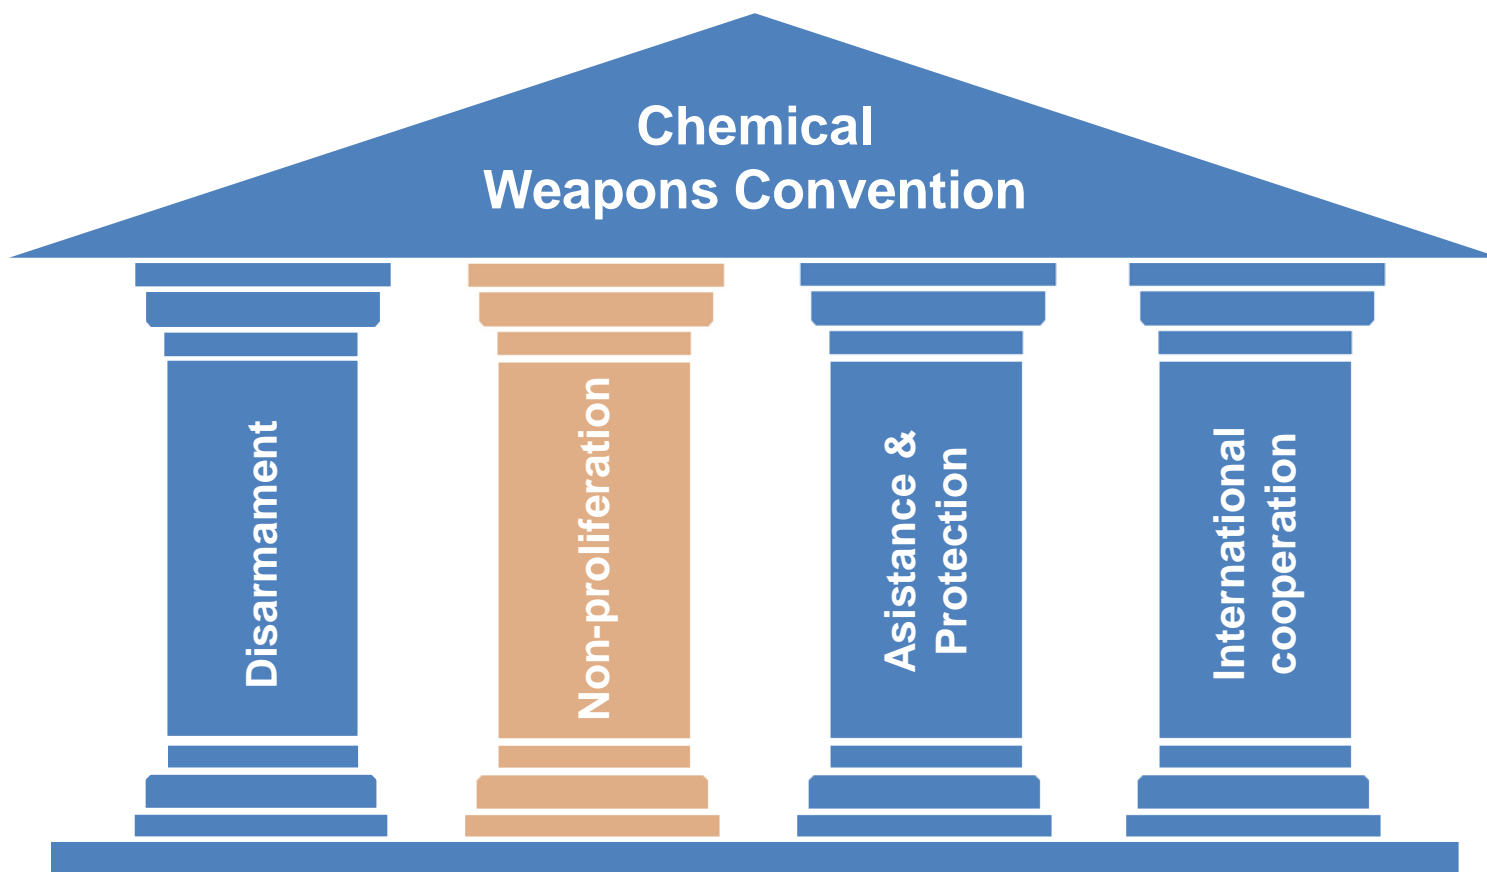 Chemical
Weapons Convention
Disarmament
Non-proliferation
Asistance &
Protection
International
cooperation